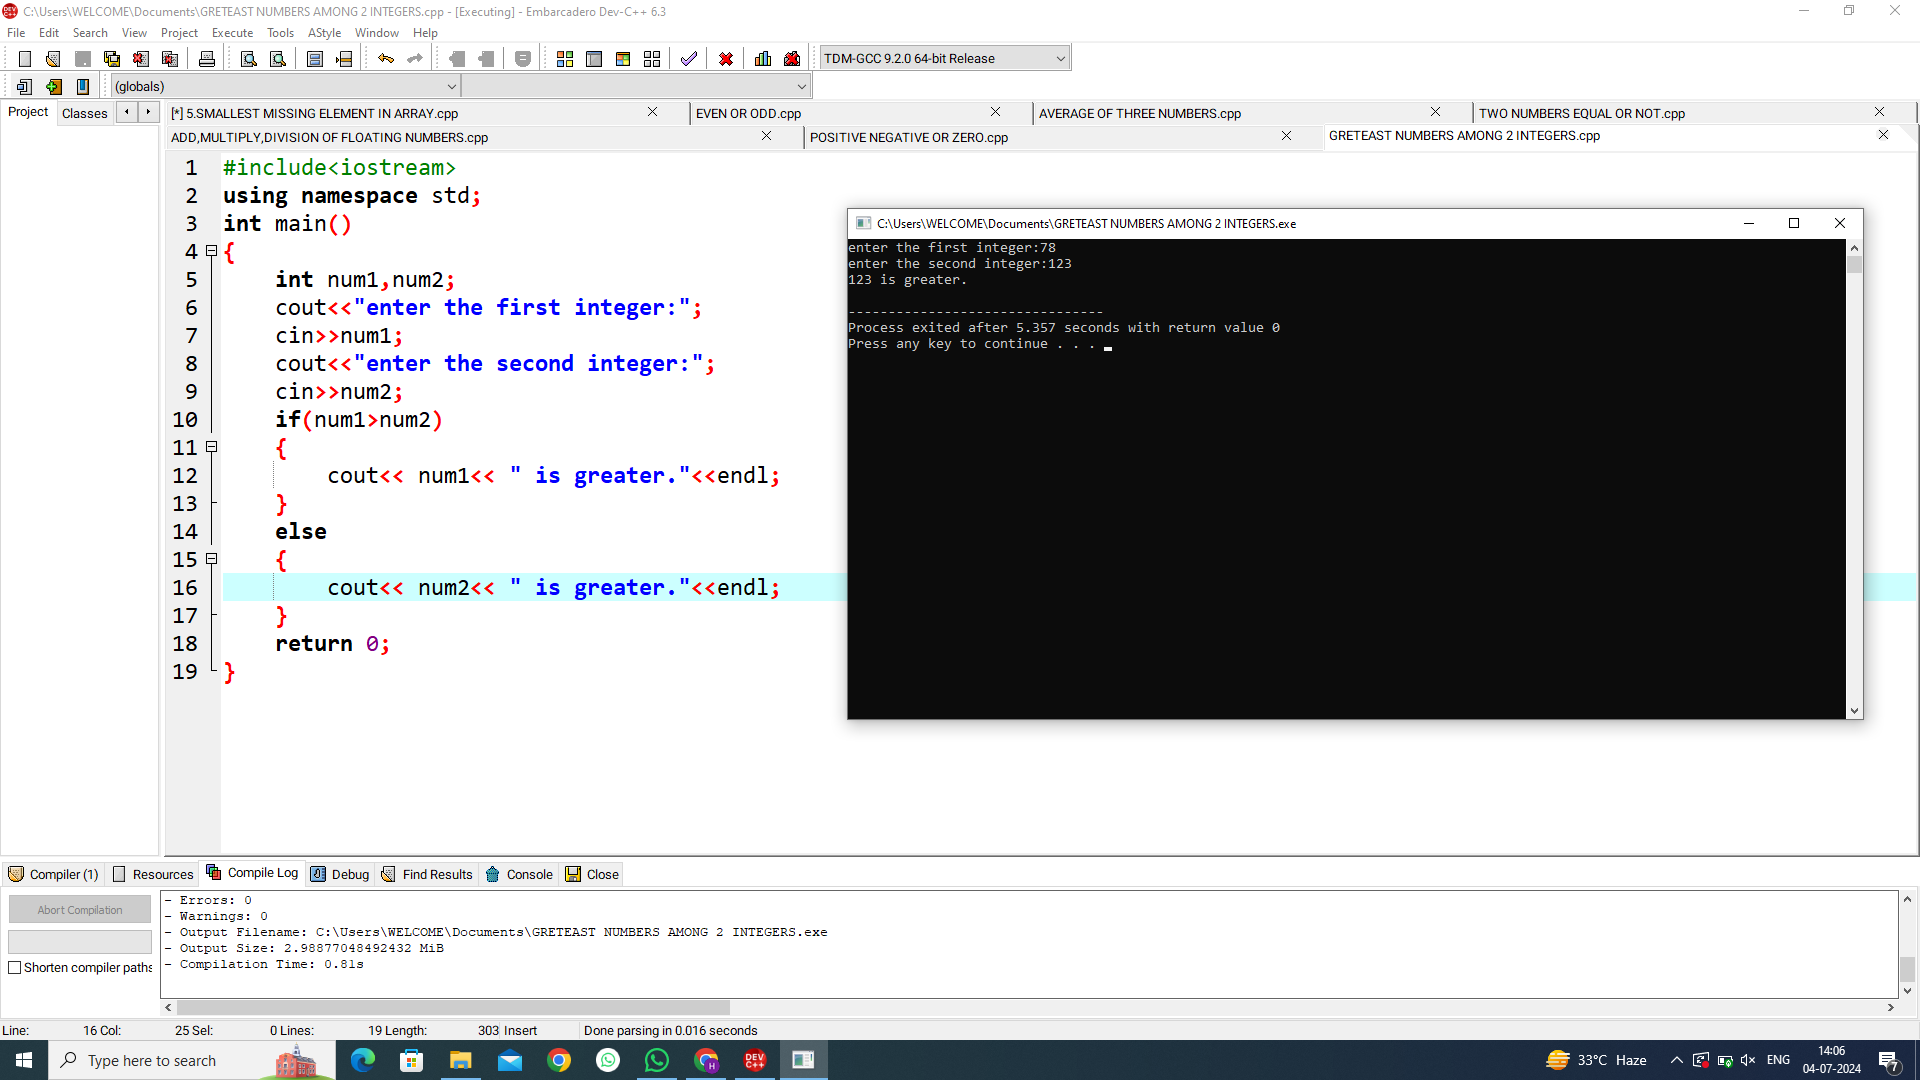 C:\Users\WELCOME\Documents\GRETEAST NUMBERS AMONG 2 INTEGERS.cpp - [Executing] - Embarcadero Dev-C++ 6.3
File Edit Search View Project Execute Tools AStyle Window Help
TDM-GCC 9.2.0 64-bit Release
(globals)
Project Classes
[*] 5.SMALLEST MISSING ELEMENT IN ARRAY.cpp EVEN OR ODD.cpp AVERAGE OF THREE NUMBERS.cpp TWO NUMBERS EQUAL OR NOT.cpp
ADD,MULTIPLY,DIVISION OF FLOATING NUMBERS.cpp POSITIVE NEGATIVE OR ZERO.cpp GRETEAST NUMBERS AMONG 2 INTEGERS.cpp
1 #include<iostream>
2 using namespace std;
3 int main()
4 {
5 int num1,num2;
6 cout<<"enter the first integer:";
7 cin>>num1;
8 cout<<"enter the second integer:";
9 cin>>num2;
10 if(num1>num2)
11 {
12 cout<< num1<< " is greater."<<endl;
13 }
14 else
15 {
16 cout<< num2<< " is greater."<<endl;
17 }
18 return 0;
19 }
C:\Users\WELCOME\Documents\GRETEAST NUMBERS AMONG 2 INTEGERS.exe
enter the first integer:78
enter the second integer:123
123 is greater.
--------------------------------
Process exited after 5.357 seconds with return value 0
Press any key to continue . . .
Compiler (1) Resources Compile Log Debug Find Results Console Close
Abort Compilation
Shorten compiler paths
- Errors: 0
- Warnings: 0
- Output Filename: C:\Users\WELCOME\Documents\GRETEAST NUMBERS AMONG 2 INTEGERS.exe
- Output Size: 2.98877048492432 MiB
- Compilation Time: 0.81s
Line: 16 Col: 25 Sel: 0 Lines: 19 Length: 303 Insert Done parsing in 0.016 seconds
Type here to search
DEV C++
33°C Haze
ENG
14:06
04-07-2024
7